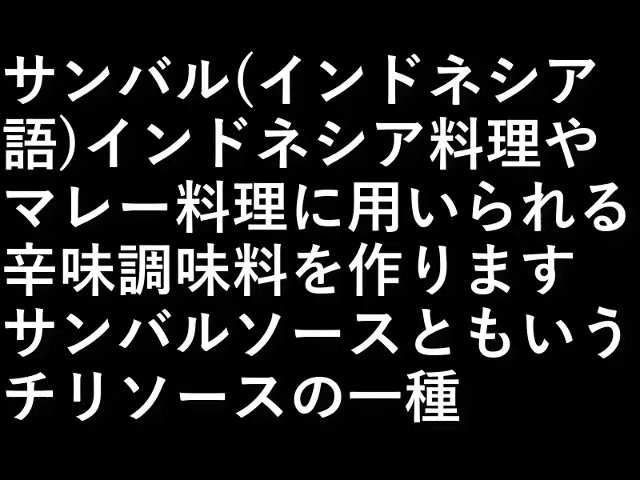 サンバル(インドネシア
語)インドネシア料理や
マレー料理に用いられる
辛味調味料を作ります
サンバルソースともいう
チリソースの一種